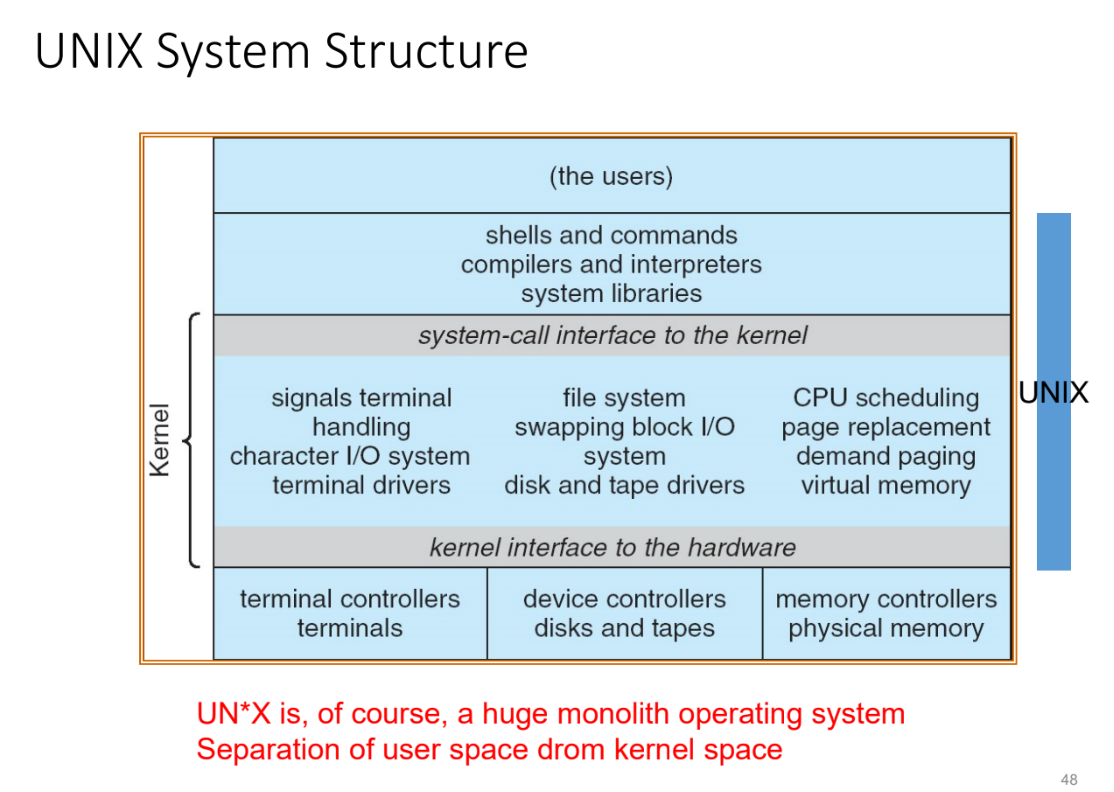 UNIX System Structure
(the users)
shells and commands
compilers and interpreters
system libraries
system-call interface to the kernel
Kernel
signals terminal
handling
character I/O system
terminal drivers
file system
swapping block I/O
system
disk and tape drivers
CPU scheduling
page replacement
demand paging
virtual memory
UNIX
kernel interface to the hardware
terminal controllers
terminals
device controllers
disks and tapes
memory controllers
physical memory
UN*X is, of course, a huge monolith operating system
Separation of user space drom kernel space
48